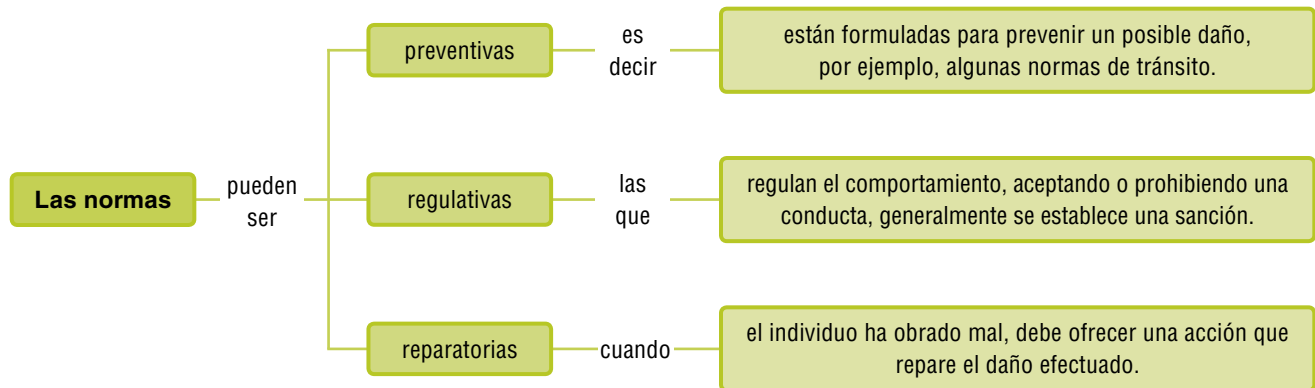 Las normas
pueden
ser
preventivas
es
decir
están formuladas para prevenir un posible daño,
por ejemplo, algunas normas de tránsito.
regulativas
las
que
regulan el comportamiento, aceptando o prohibiendo una
conducta, generalmente se establece una sanción.
reparatorias
cuando
el individuo ha obrado mal, debe ofrecer una acción que
repare el daño efectuado.